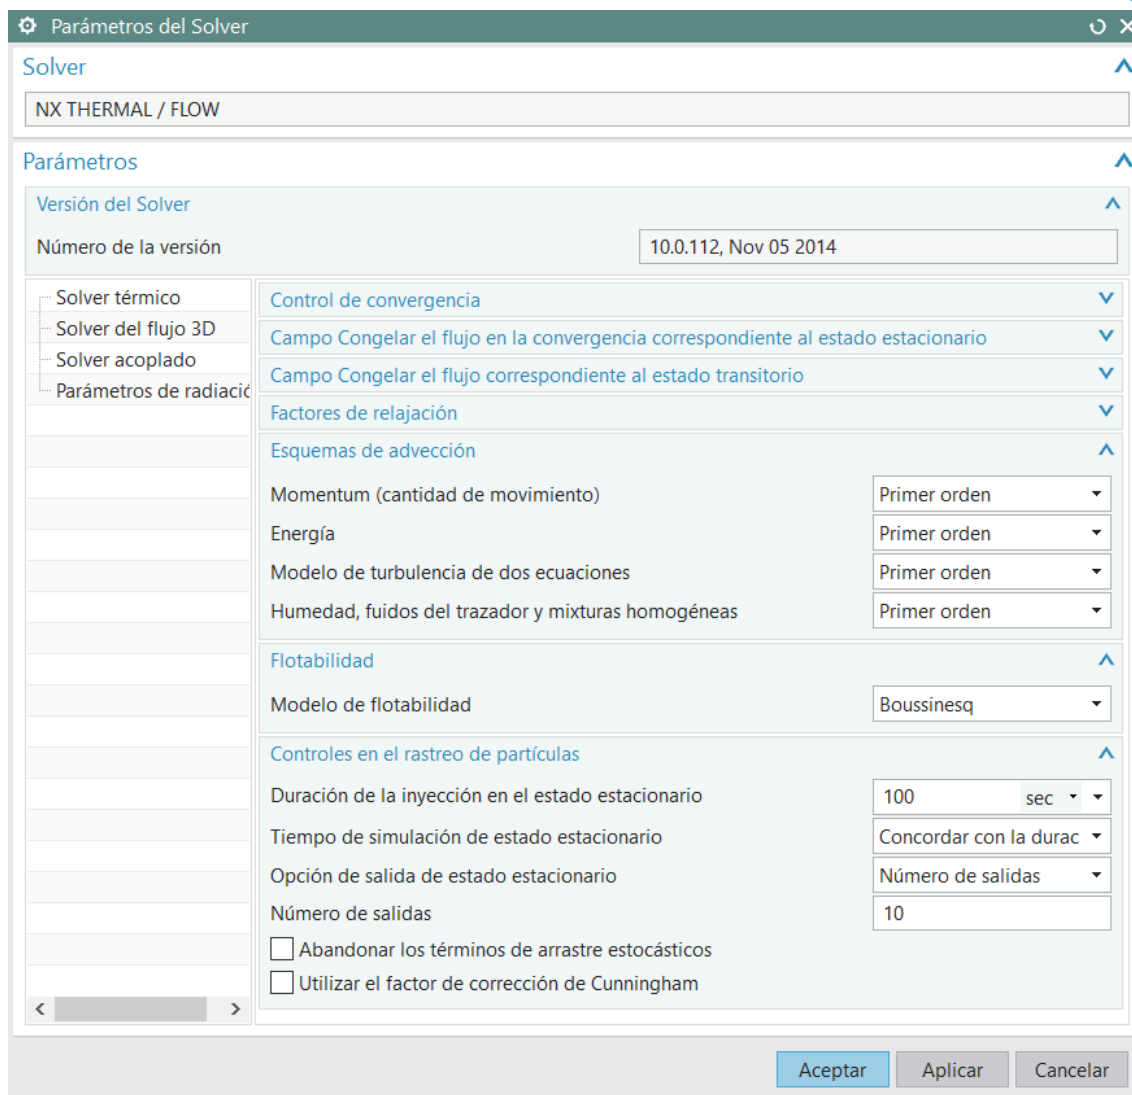 Parámetros del Solver
Solver
NX THERMAL / FLOW
Parámetros
Versión del Solver
Número de la versión 10.0.112, Nov 05 2014
Solver térmico
Solver del flujo 3D
Solver acoplado
Parámetros de radiació
Control de convergencia
Campo Congelar el flujo en la convergencia correspondiente al estado estacionario
Campo Congelar el flujo correspondiente al estado transitorio
Factores de relajación
Esquemas de advección
Momentum (cantidad de movimiento) Primer orden
Energía Primer orden
Modelo de turbulencia de dos ecuaciones Primer orden
Humedad, fuidos del trazador y mixturas homogéneas Primer orden
Flotabilidad
Modelo de flotabilidad Boussinesq
Controles en el rastreo de partículas
Duración de la inyección en el estado estacionario 100 sec
Tiempo de simulación de estado estacionario Concordar con la durac
Opción de salida de estado estacionario Número de salidas
Número de salidas 10
Abandonar los términos de arrastre estocásticos
Utilizar el factor de corrección de Cunningham
Aceptar Aplicar Cancelar